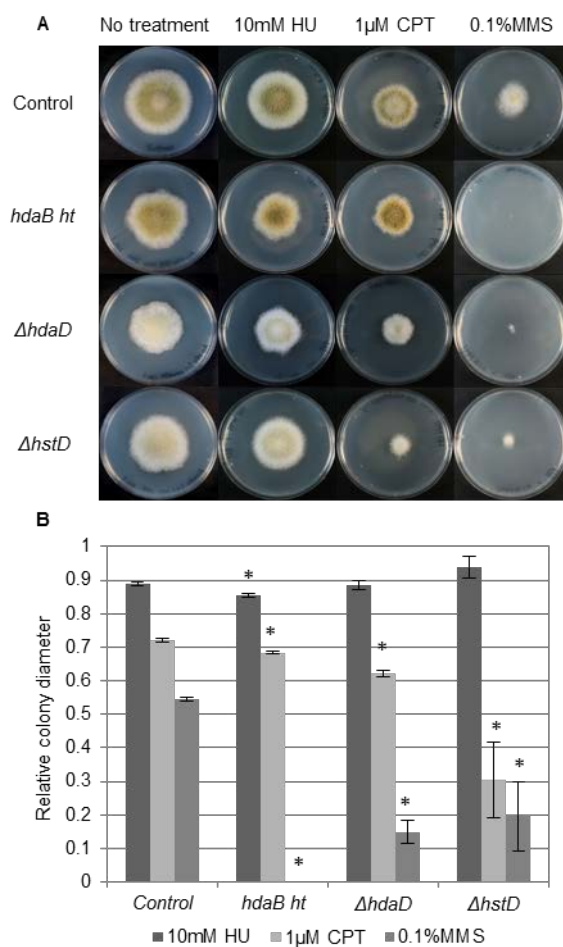 A
No treatment 10mM HU 1µM CPT 0.1%MMS
Control
hdaB ht
ΔhdaD
ΔhstD
B
Relative colony diameter
1
0.9
0.8
0.7
0.6
0.5
0.4
0.3
0.2
0.1
0
*
*
*
*
*
*
*
Control hdaB ht ΔhdaD ΔhstD
10mM HU 1µM CPT 0.1%MMS